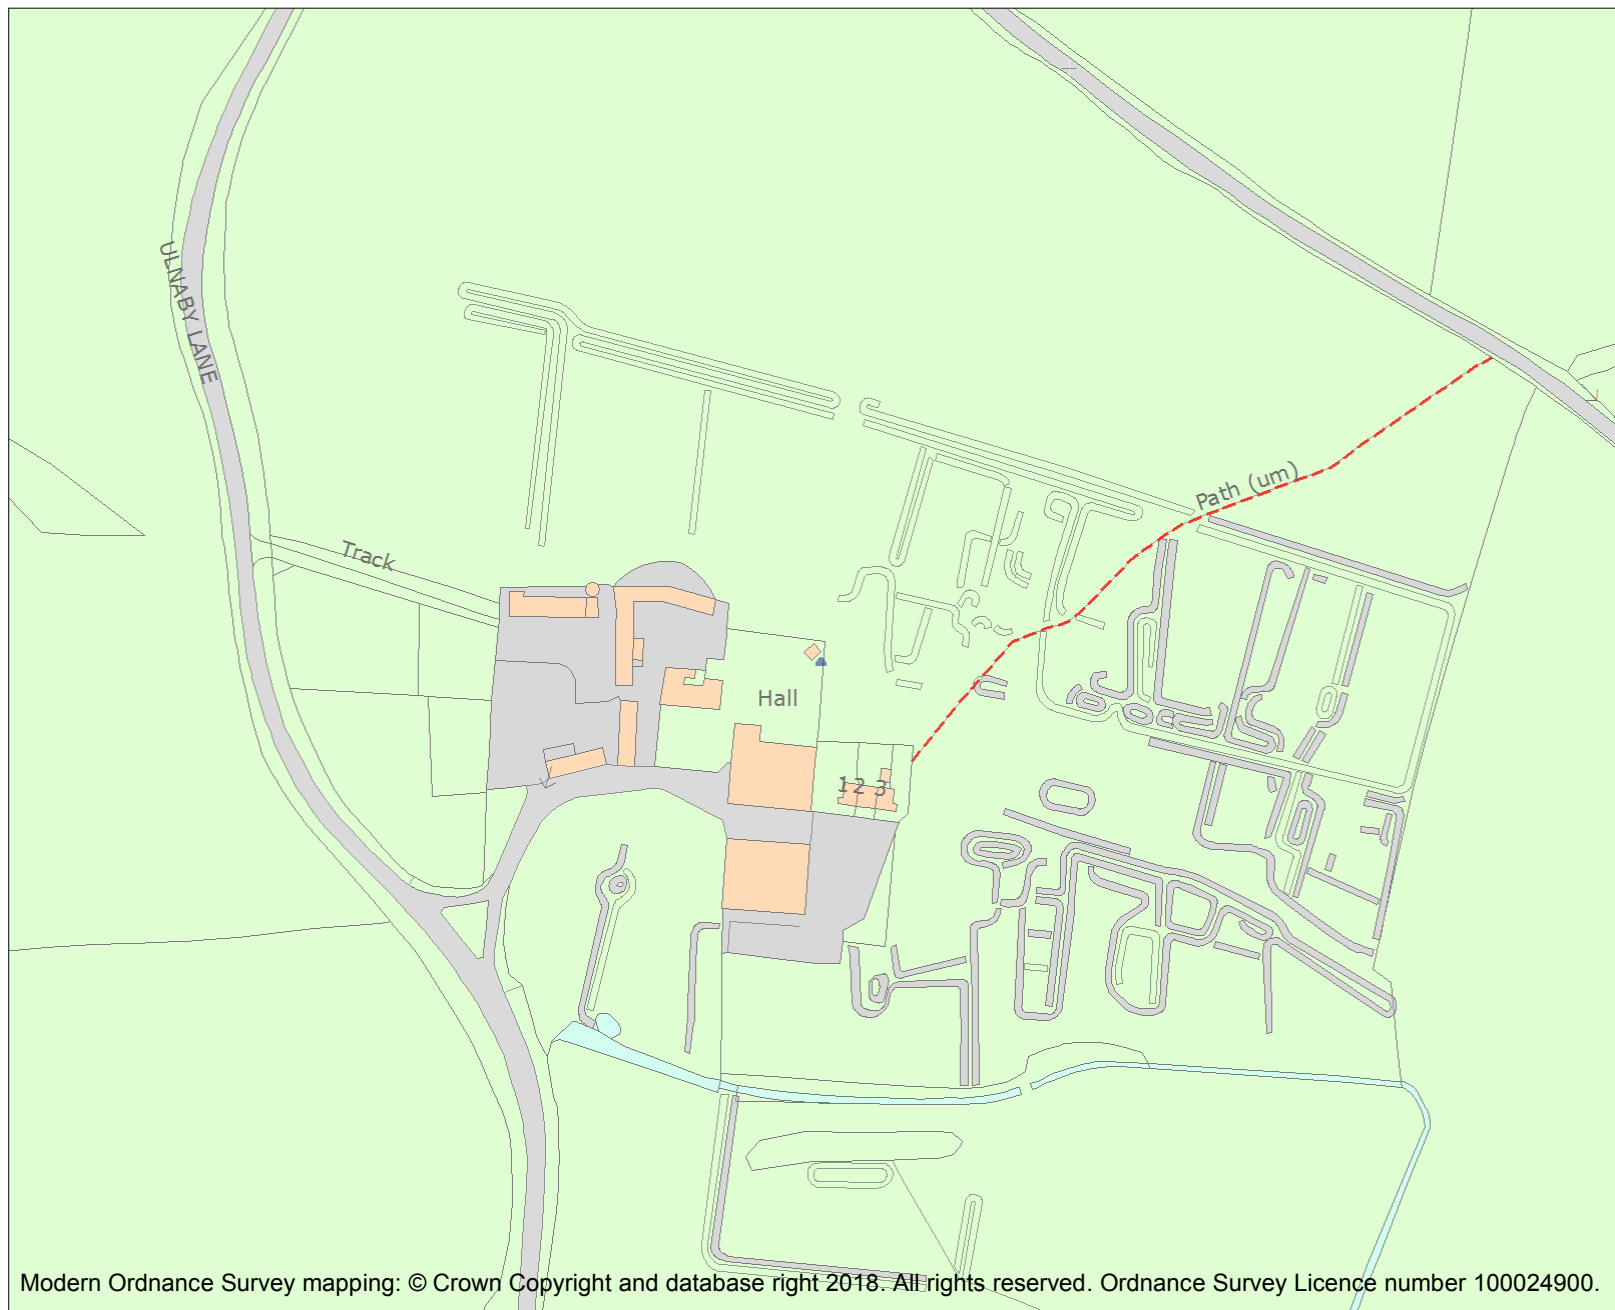 ULNABY LANE
Path (um)
Track
Hall
1 2 3
Modern Ordnance Survey mapping: © Crown Copyright and database right 2018. All rights reserved. Ordnance Survey Licence number 100024900.